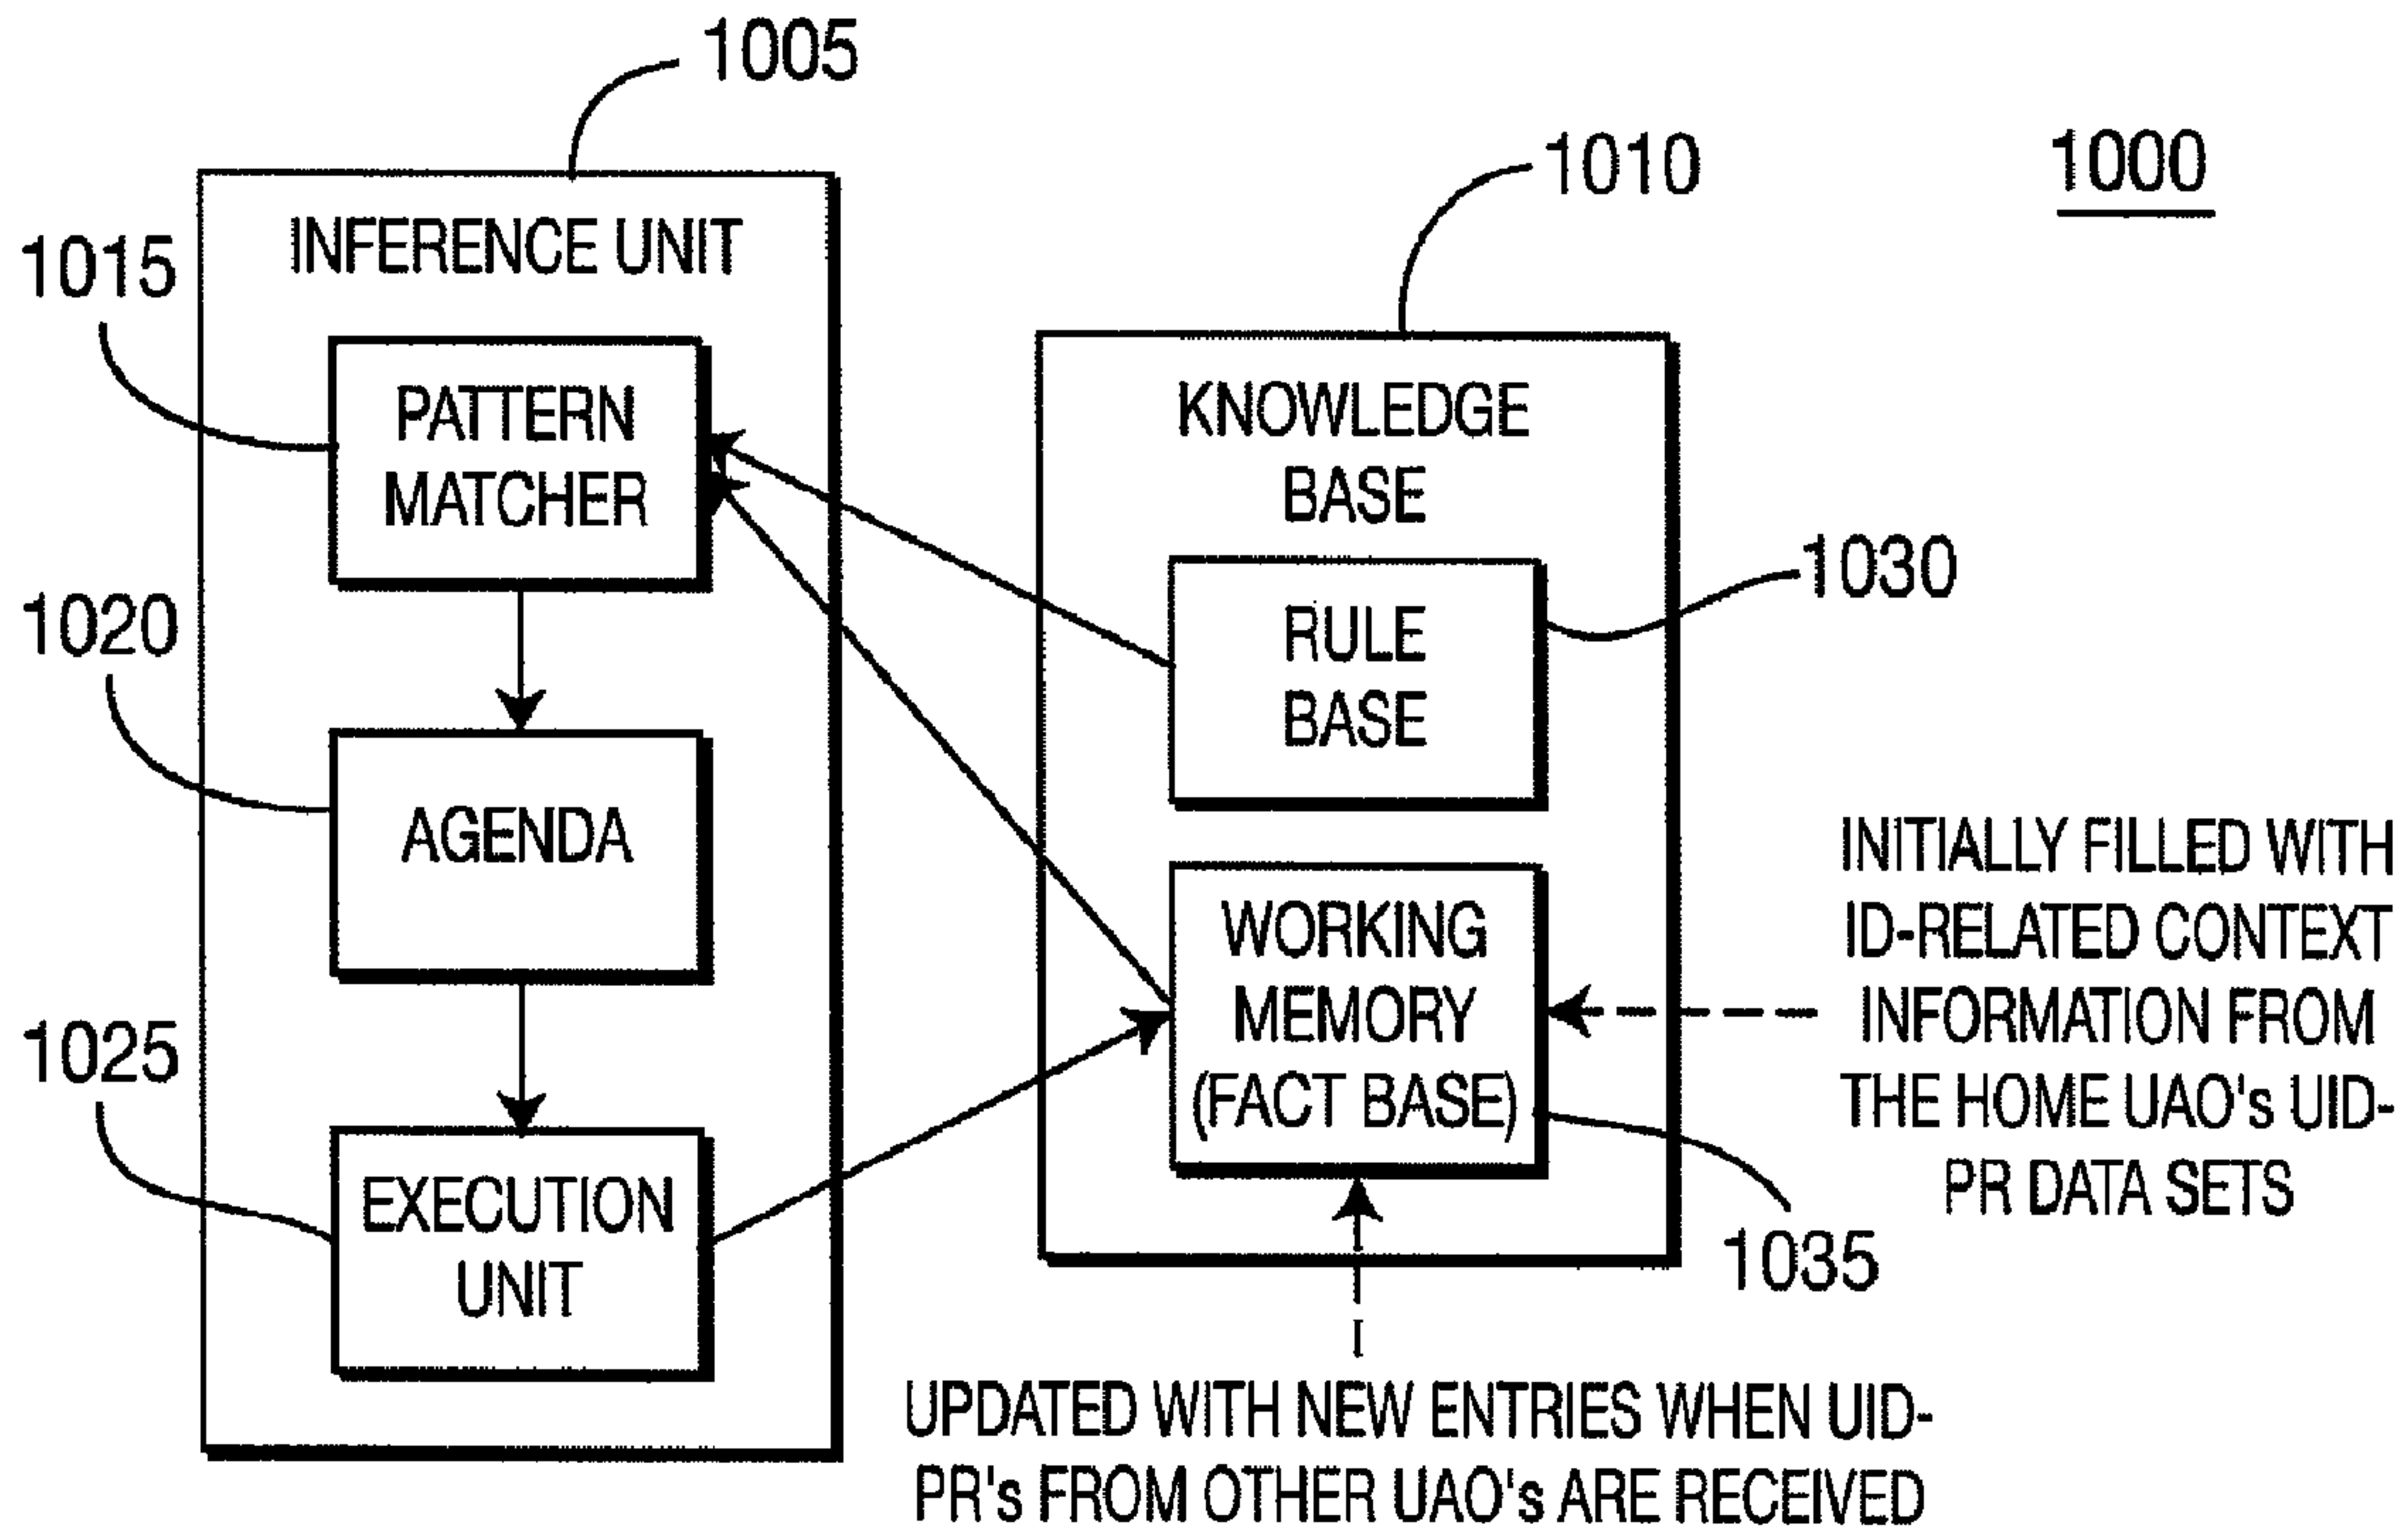 1005
1010
1000
INFERENCE UNIT
1015
PATTERN
MATCHER
KNOWLEDGE
BASE
1030
RULE
BASE
1020
AGENDA
INITIALLY FILLED WITH
ID-RELATED CONTEXT
INFORMATION FROM
THE HOME UAO's UID-
PR DATA SETS
WORKING
MEMORY
(FACT BASE)
1035
1025
EXECUTION
UNIT
UPDATED WITH NEW ENTRIES WHEN UID-
PR's FROM OTHER UAO's ARE RECEIVED